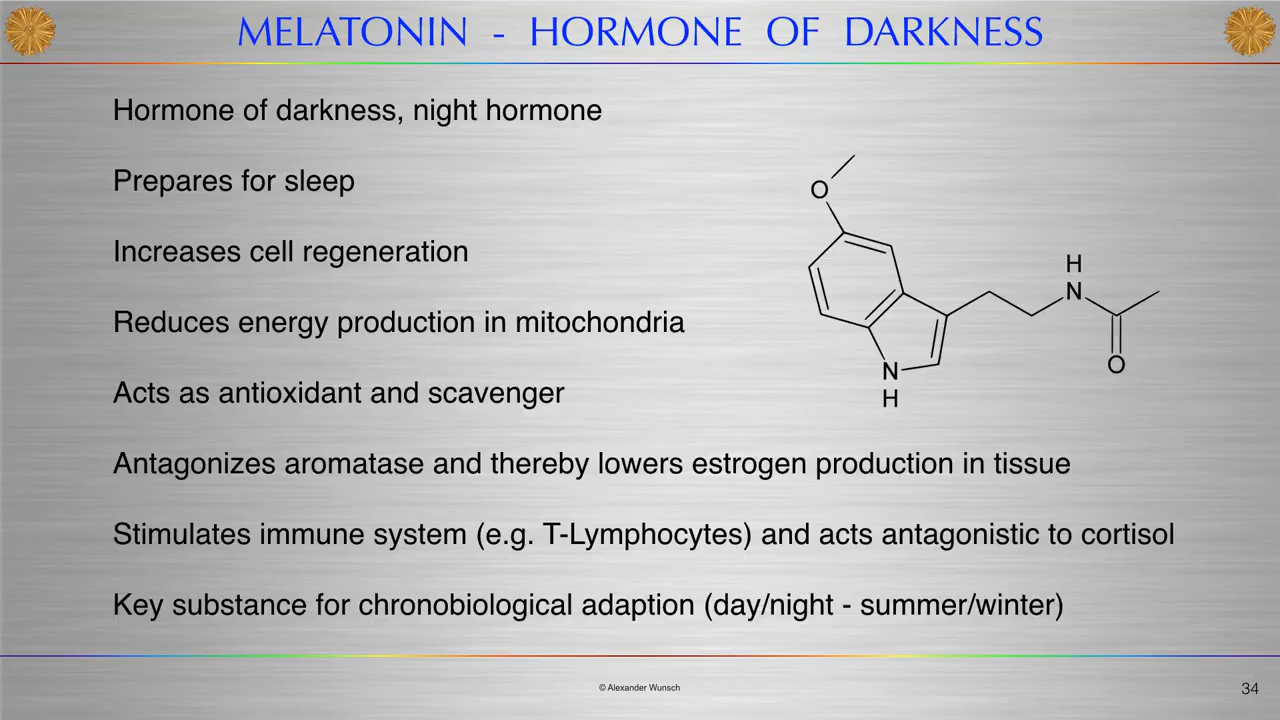 MELATONIN - HORMONE OF DARKNESS
Hormone of darkness, night hormone
Prepares for sleep
Increases cell regeneration
Reduces energy production in mitochondria
Acts as antioxidant and scavenger
Antagonizes aromatase and thereby lowers estrogen production in tissue
Stimulates immune system (e.g. T-Lymphocytes) and acts antagonistic to cortisol
Key substance for chronobiological adaption (day/night - summer/winter)
O
H
N
O
N
H
© Alexander Wunsch
34